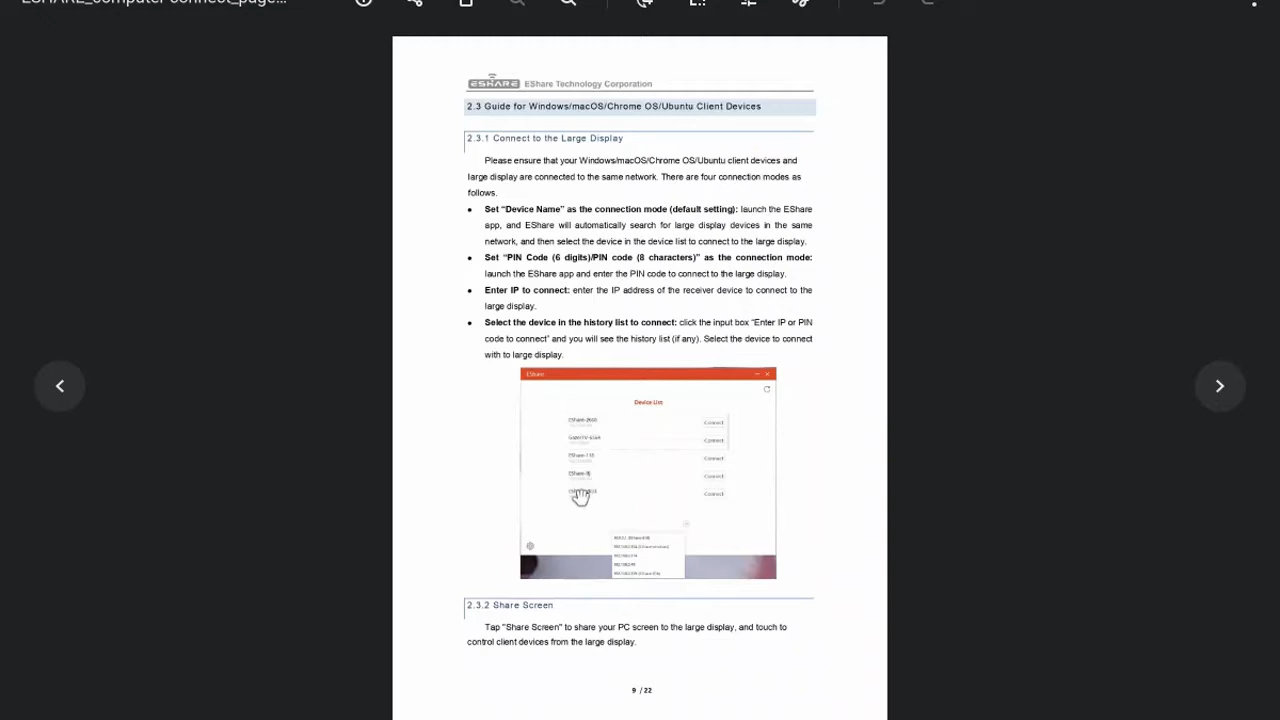 ESHARE EShare Technology Corporation
2.3 Guide for Windows/macOS/Chrome OS/Ubuntu Client Devices
2.3.1 Connect to the Large Display
Please ensure that your Windows/macOS/Chrome OS/Ubuntu client devices and
large display are connected to the same network. There are four connection modes as
follows.
● Set “Device Name” as the connection mode (default setting): launch the EShare
app, and EShare will automatically search for large display devices in the same
network, and then select the device in the device list to connect to the large display.
● Set “PIN Code (6 digits)/PIN code (8 characters)” as the connection mode:
launch the EShare app and enter the PIN code to connect to the large display.
● Enter IP to connect: enter the IP address of the receiver device to connect to the
large display.
● Select the device in the history list to connect: click the input box “Enter IP or PIN
code to connect” and you will see the history list (if any). Select the device to connect
with to large display.
EShare
Device List
Connect
Connect
Connect
Connect
Connect
2.3.2 Share Screen
Tap "Share Screen" to share your PC screen to the large display, and touch to
control client devices from the large display.
9 / 22